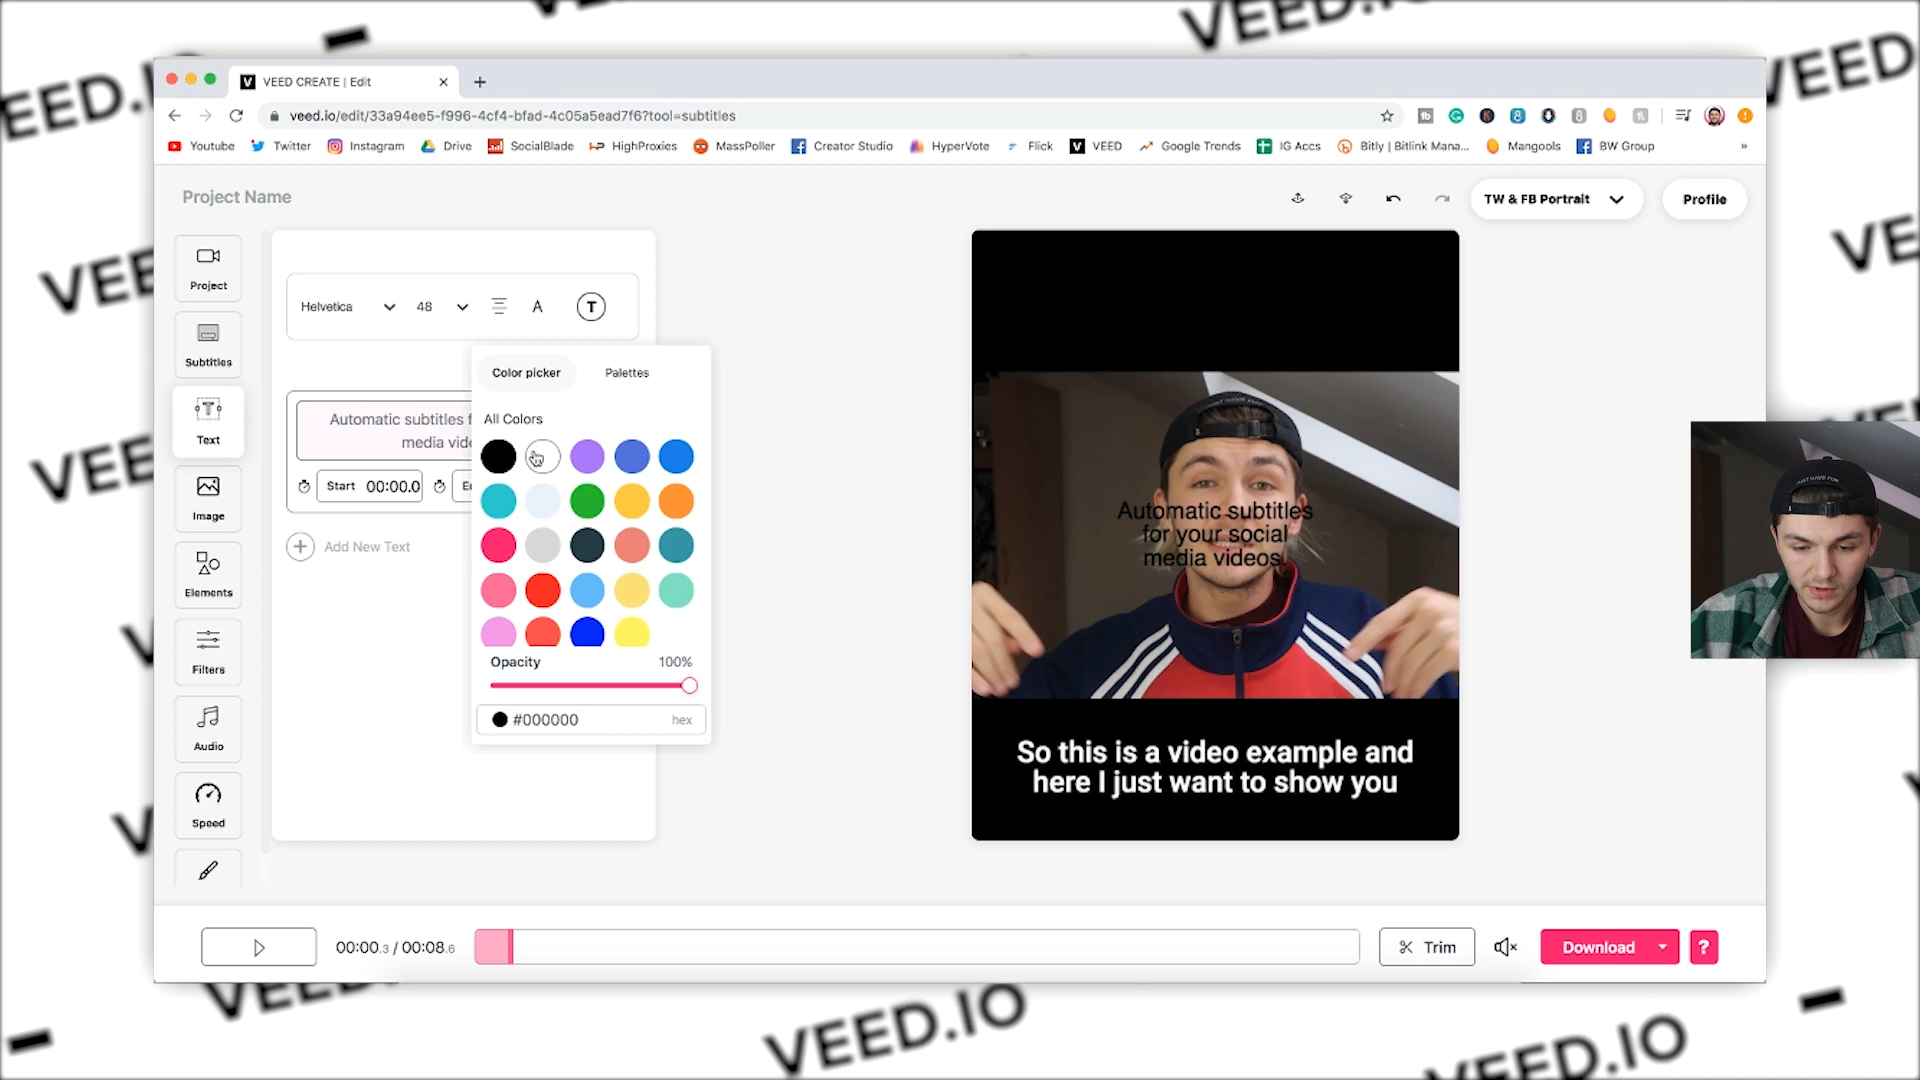 VEED.IO
VEED.IO
VEED.
VEED CREATE | Edit
veed.io/edit/33a94ee5-f996-4cf4-bfad-4c05a5ead7f6?tool=subtitles
Youtube Twitter Instagram Drive SocialBlade HighProxies MassPoller Creator Studio HyperVote Flick VEED Google Trends IG Accs Bitly | Bitlink Mana... Mangools BW Group »
Project Name
TW & FB Portrait
Profile
Project
Subtitles
Text
Image
Elements
Filters
Audio
Speed
Helvetica 48 A T
Color picker Palettes
All Colors
Automatic subtitles f
media vide
Start 00:00.0
Add New Text
Opacity 100%
#000000 hex
Automatic subtitles
for your social
media videos.
So this is a video example and
here I just want to show you
00:00.3 / 00:08.6
Trim
Download
?
VEED.IO
VEED.IO